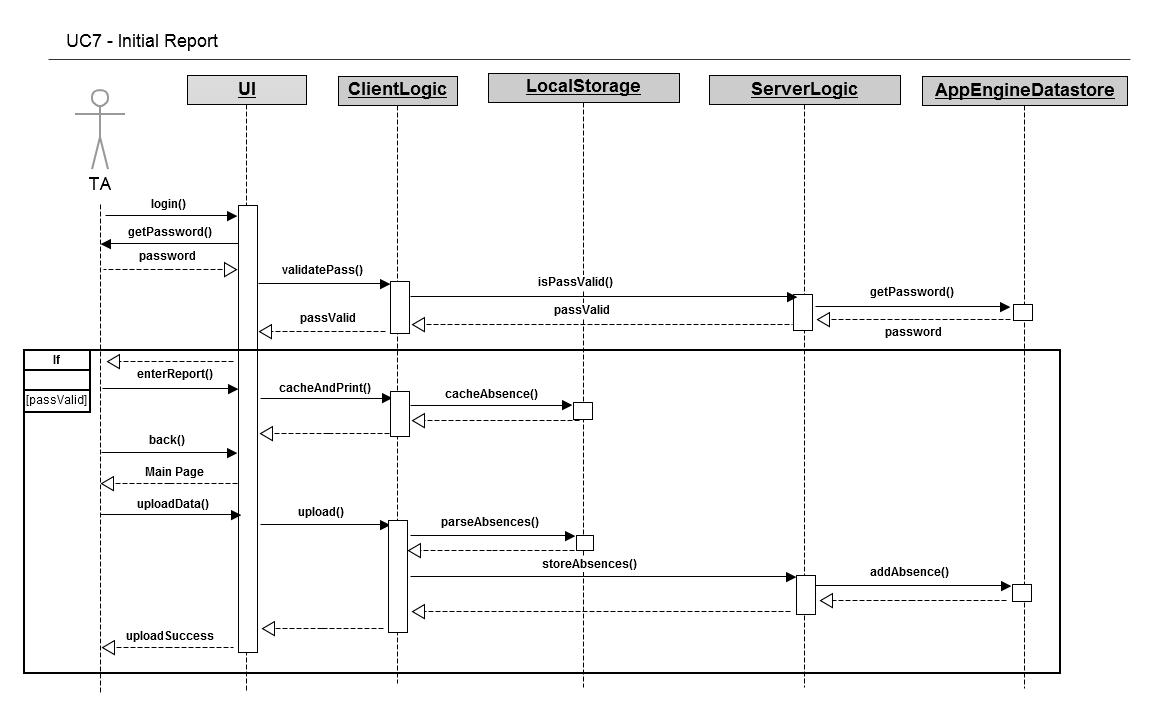 UC7 - Initial Report
UI
ClientLogic
LocalStorage
ServerLogic
AppEngineDatastore
TA
login()
getPassword()
password
validatePass()
isPassValid()
getPassword()
passValid
passValid
password
If
[passValid]
enterReport()
cacheAndPrint()
cacheAbsence()
back()
Main Page
uploadData()
upload()
parseAbsences()
storeAbsences()
addAbsence()
uploadSuccess